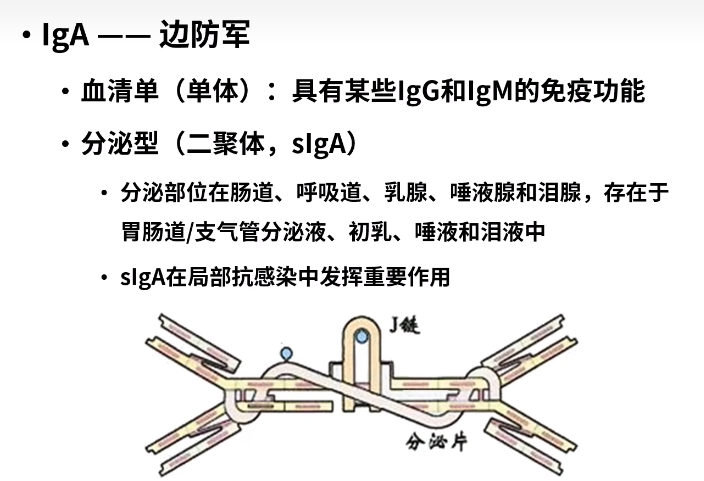 • IgA —— 边防军
• 血清单（单体）：具有某些IgG和IgM的免疫功能
• 分泌型（二聚体，sIgA）
• 分泌部位在肠道、呼吸道、乳腺、唾液腺和泪腺，存在于
胃肠道/支气管分泌液、初乳、唾液和泪液中
• sIgA在局部抗感染中发挥重要作用
J链
分泌片